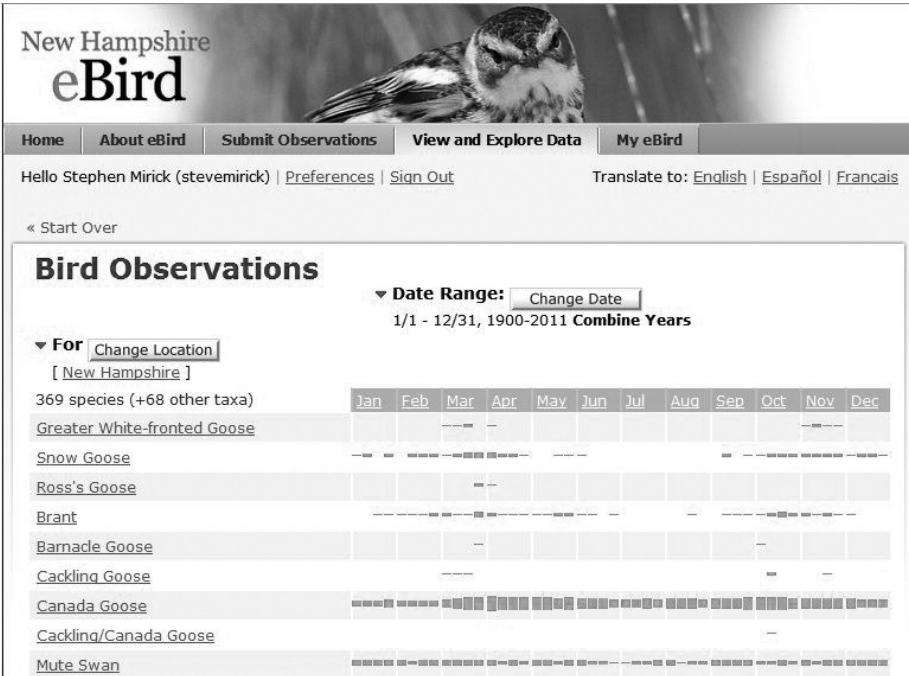 New Hampshire
eBird
Home About eBird Submit Observations View and Explore Data My eBird
Hello Stephen Mirick (stevemirick) | Preferences | Sign Out Translate to: English | Español | Français
« Start Over
Bird Observations
Date Range: Change Date
1/1 - 12/31, 1900-2011 Combine Years
For Change Location
[ New Hampshire ]
369 species (+68 other taxa) Jan Feb Mar Apr May Jun Jul Aug Sep Oct Nov Dec
Greater White-fronted Goose
Snow Goose
Ross's Goose
Brant
Barnacle Goose
Cackling Goose
Canada Goose
Cackling/Canada Goose
Mute Swan